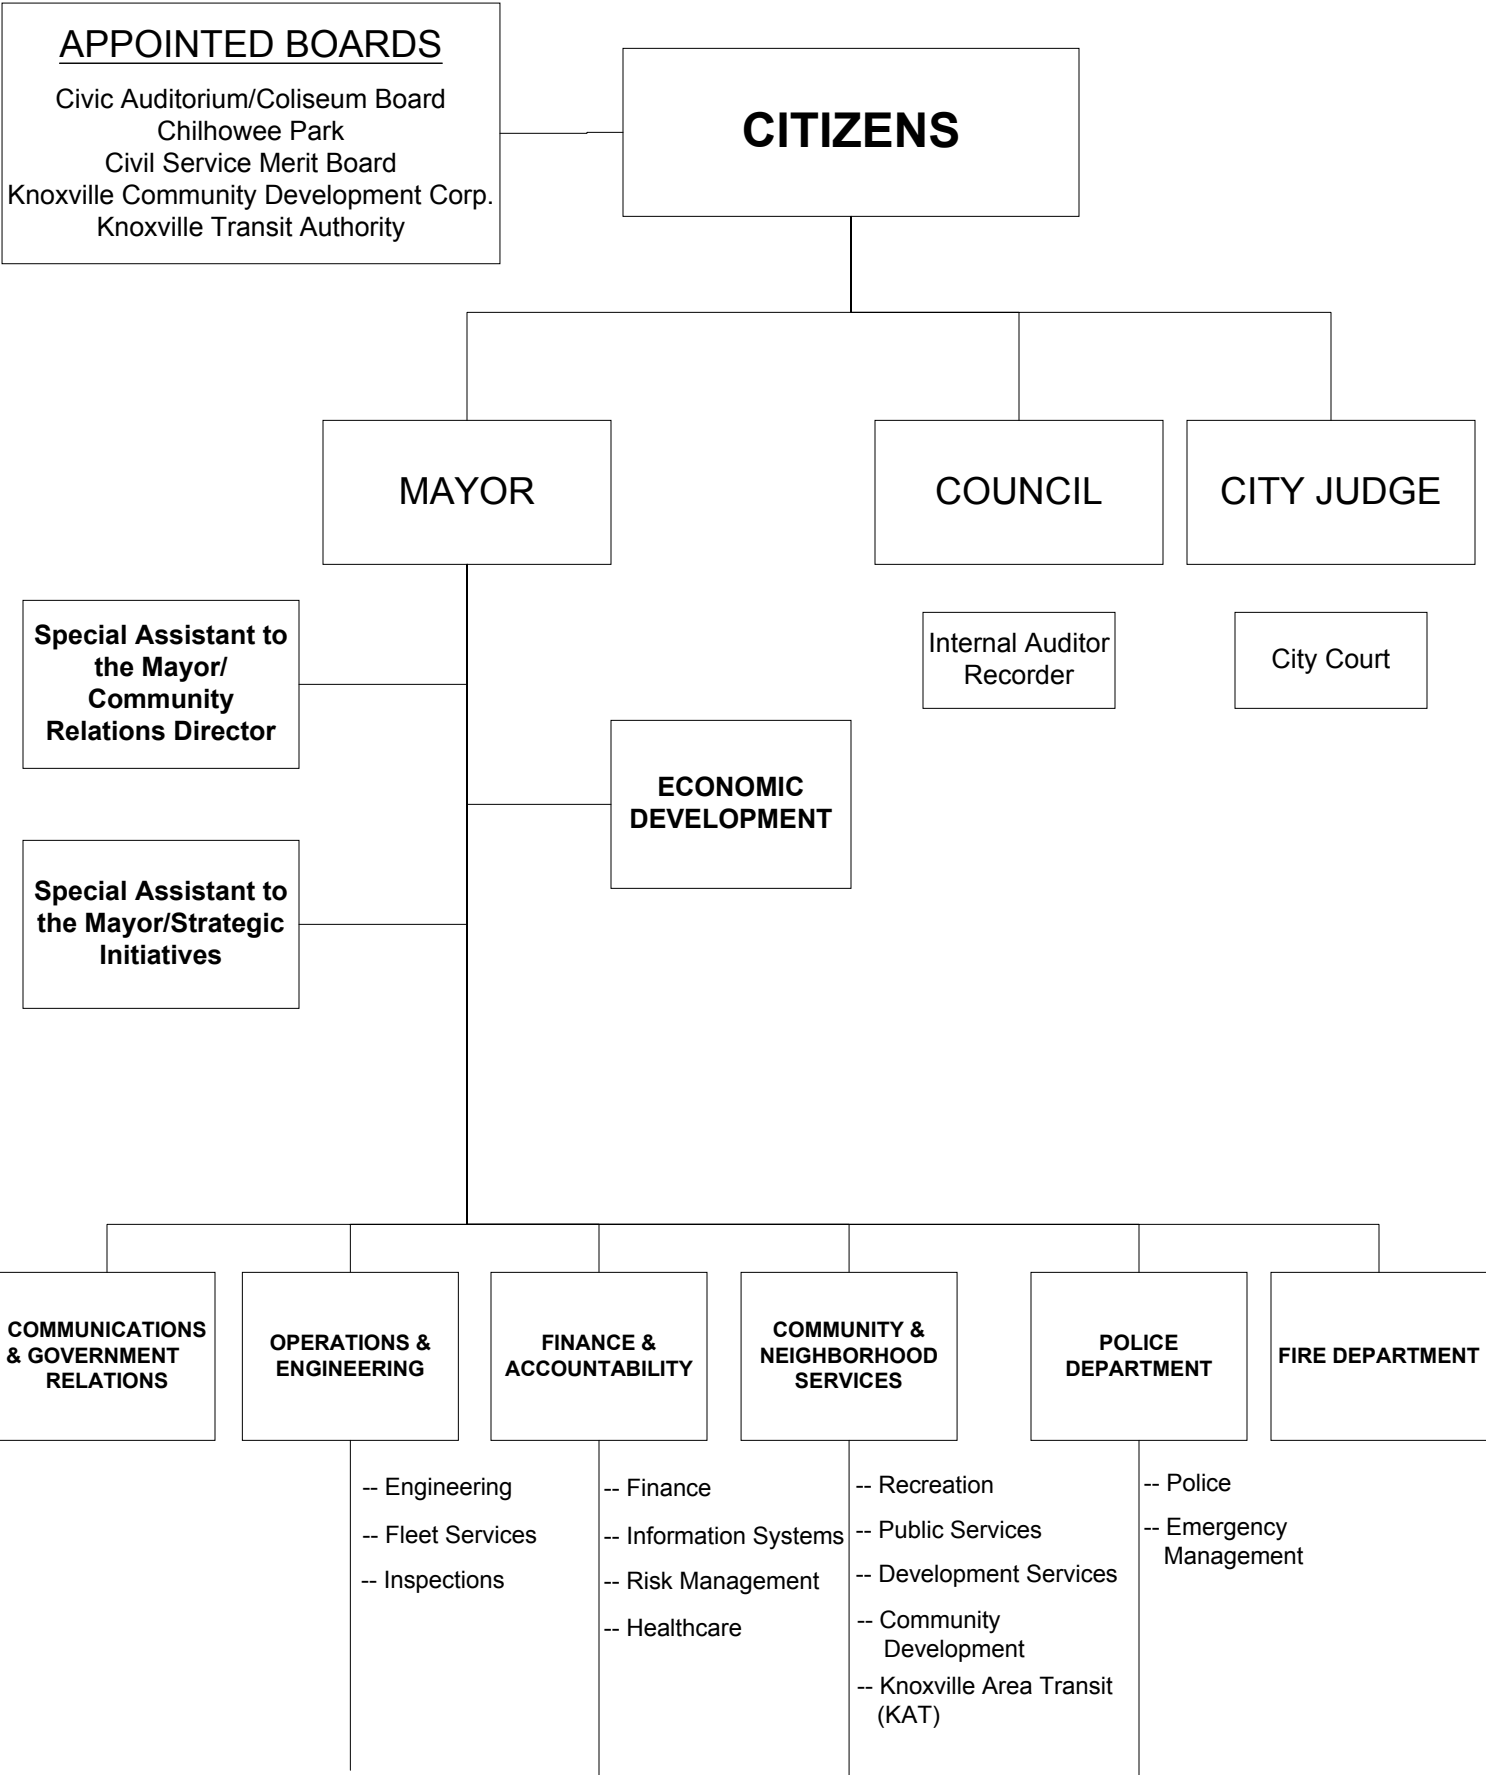 APPOINTED BOARDS
Civic Auditorium/Coliseum Board
Chilhowee Park
Civil Service Merit Board
Knoxville Community Development Corp.
Knoxville Transit Authority
CITIZENS
MAYOR
COUNCIL
CITY JUDGE
Special Assistant to
the Mayor/
Community
Relations Director
Internal Auditor
Recorder
City Court
ECONOMIC
DEVELOPMENT
Special Assistant to
the Mayor/Strategic
Initiatives
COMMUNICATIONS
& GOVERNMENT
RELATIONS
OPERATIONS &
ENGINEERING
FINANCE &
ACCOUNTABILITY
COMMUNITY &
NEIGHBORHOOD
SERVICES
POLICE
DEPARTMENT
FIRE DEPARTMENT
-- Engineering
-- Fleet Services
-- Inspections
-- Finance
-- Information Systems
-- Risk Management
-- Healthcare
-- Recreation
-- Public Services
-- Development Services
-- Community
Development
-- Knoxville Area Transit
(KAT)
-- Police
-- Emergency
Management